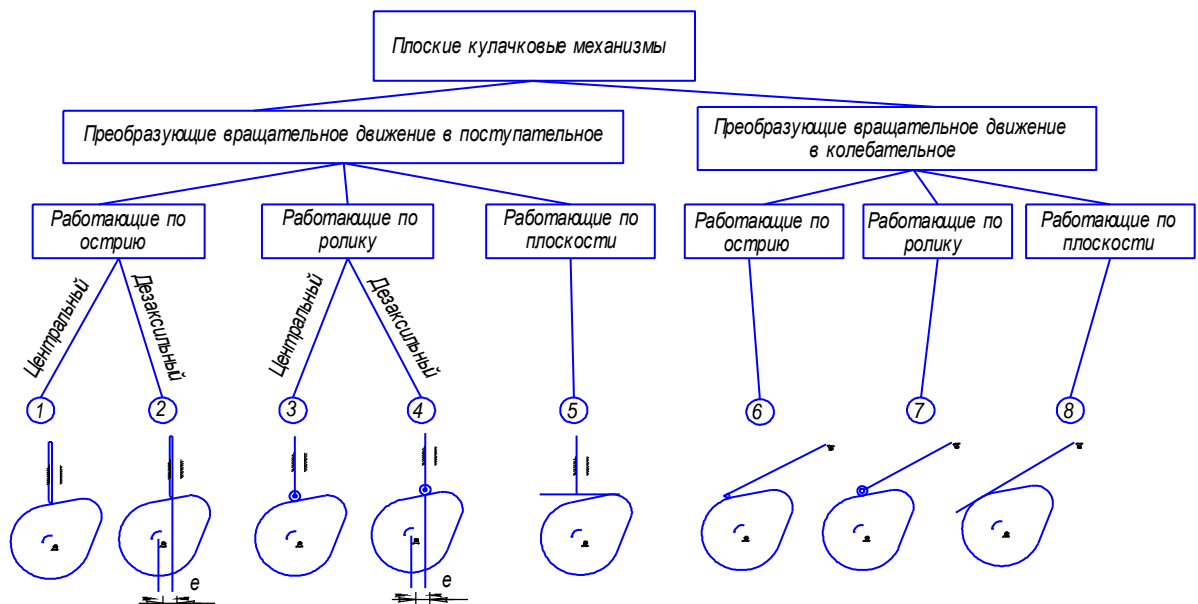 Плоские кулачковые механизмы
Преобразующие вращательное движение в поступательное
Преобразующие вращательное движение
в колебательное
Работающие по
острию
Работающие по
ролику
Работающие по
плоскости
Работающие по
острию
Работающие по
ролику
Работающие по
плоскости
Центральный
Дезаксильный
Центральный
Дезаксильный
1
2
3
4
5
6
7
8
e
e